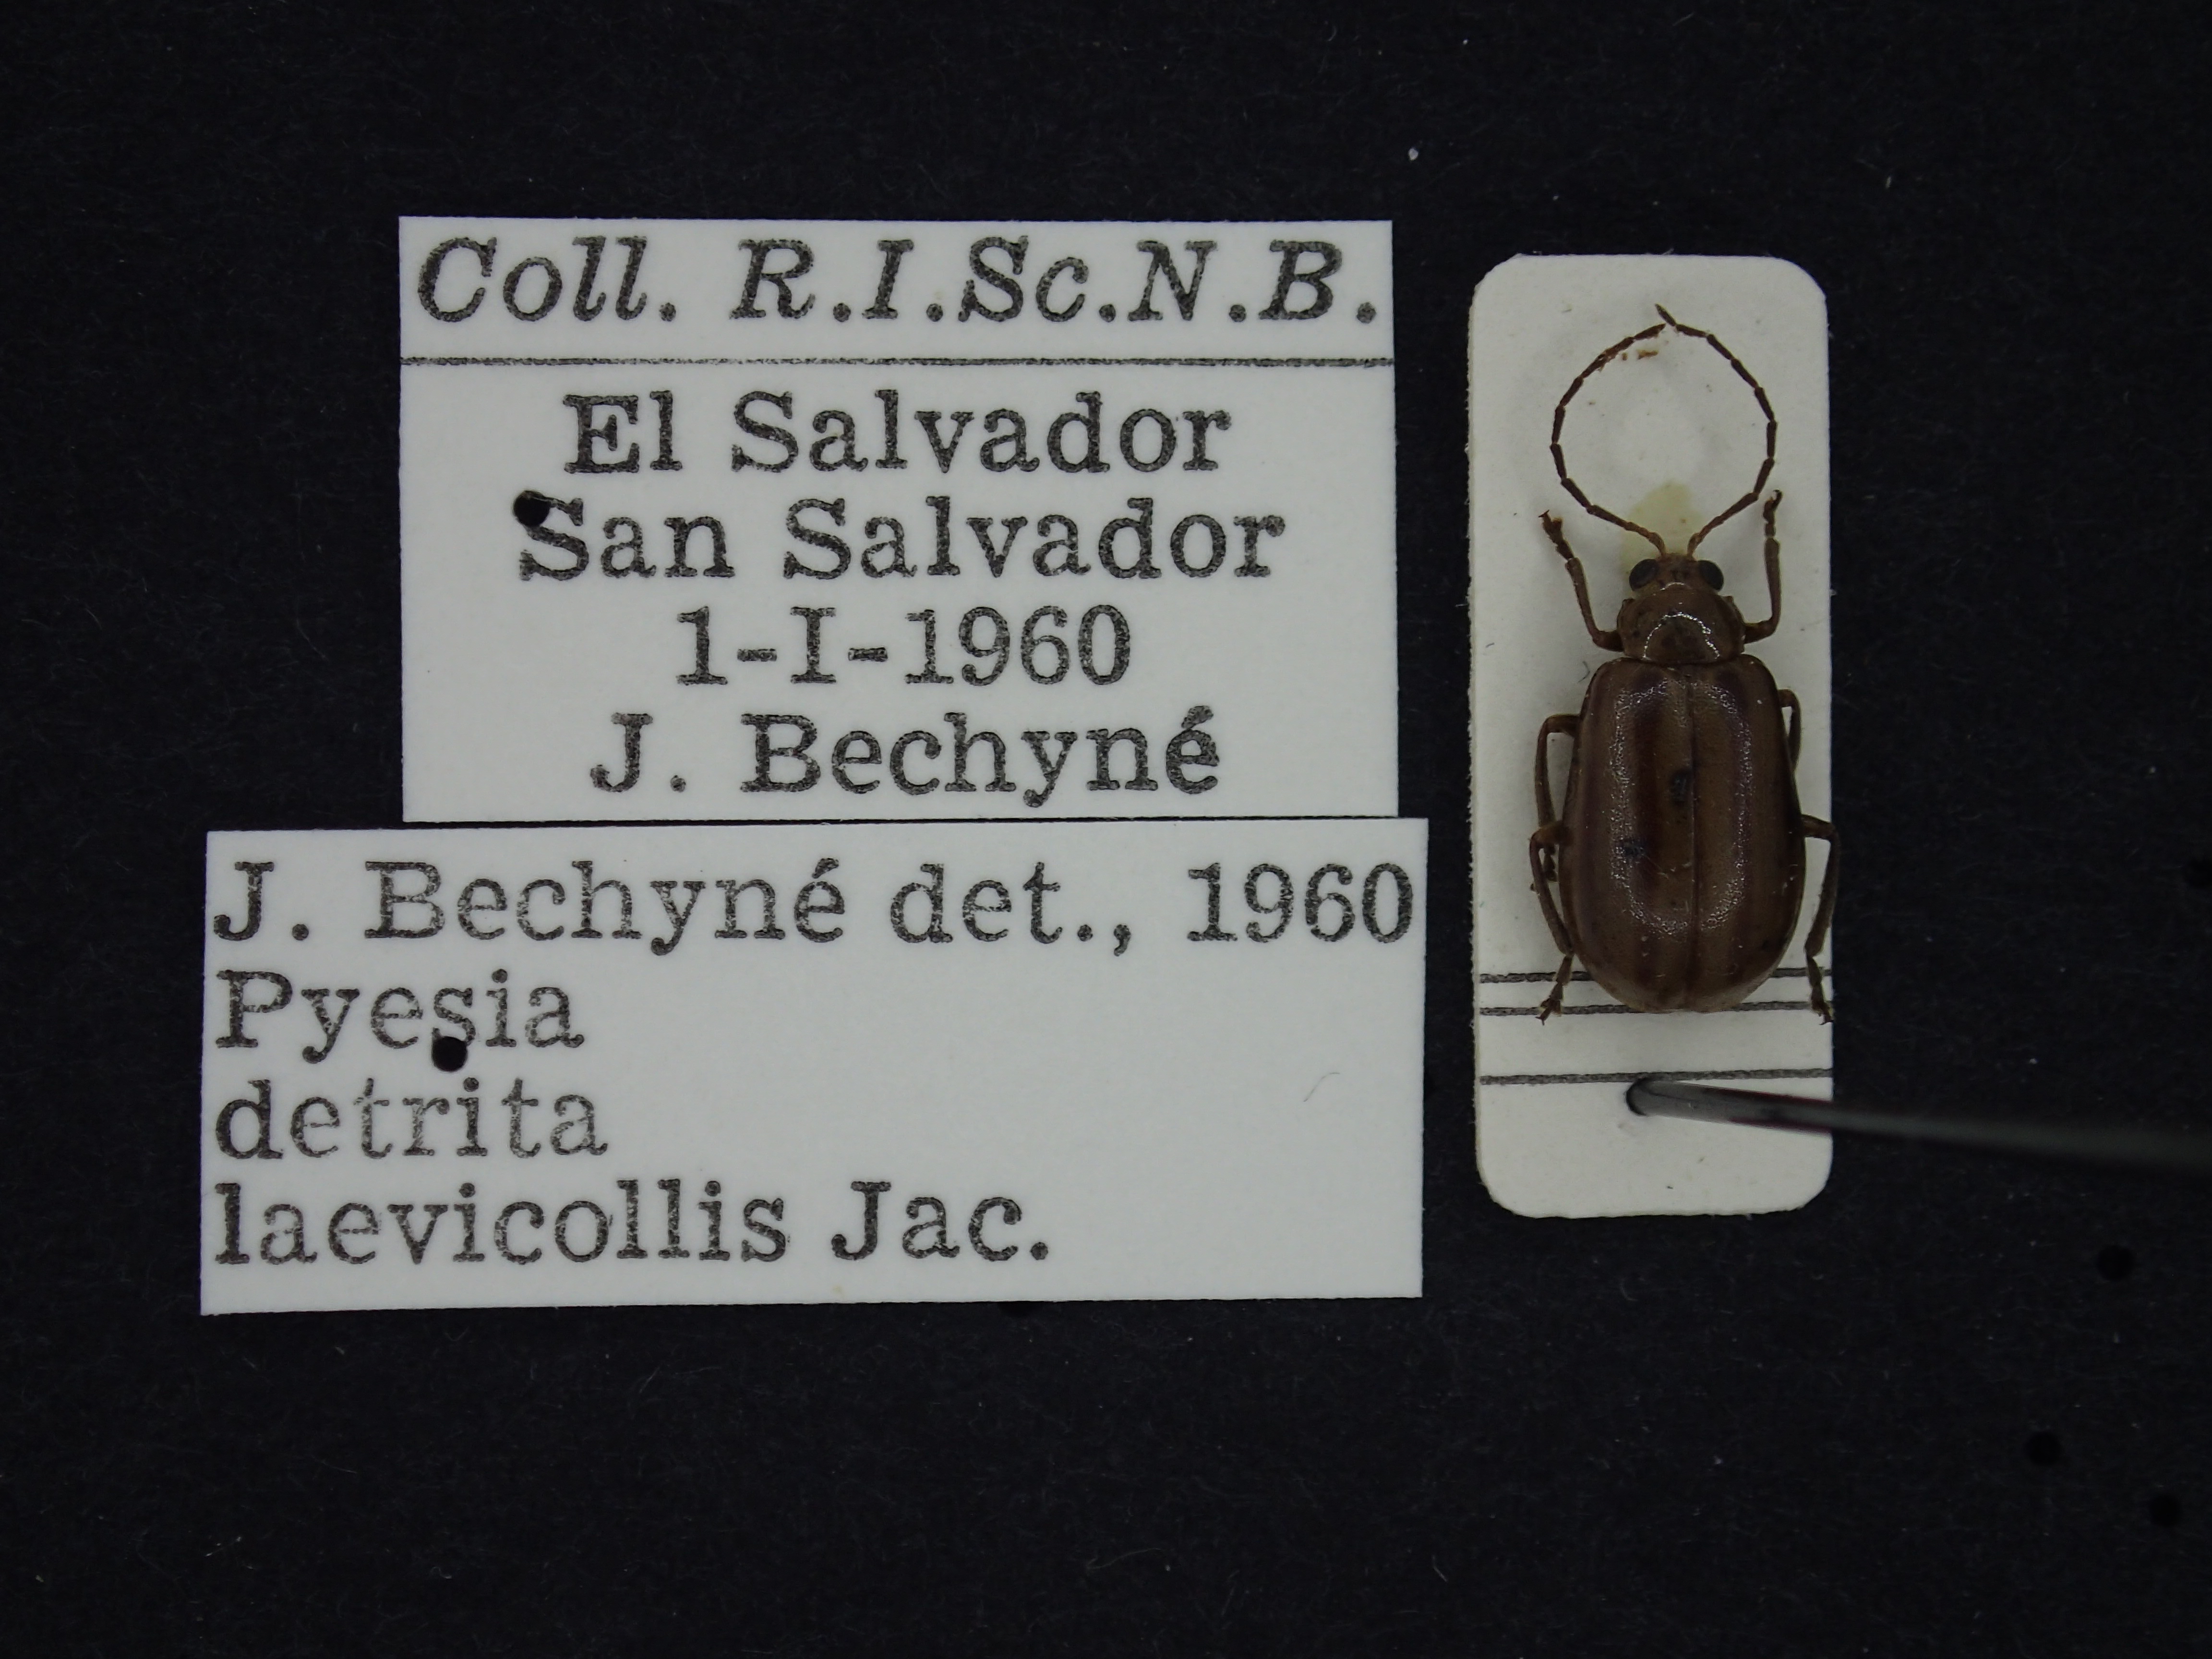 Coll. R.I.Sc.N.B.
El Salvador
San Salvador
1-I-1960
J. Bechyné
J. Bechyné det., 1960
Pyesia
detrita
laevicollis Jac.